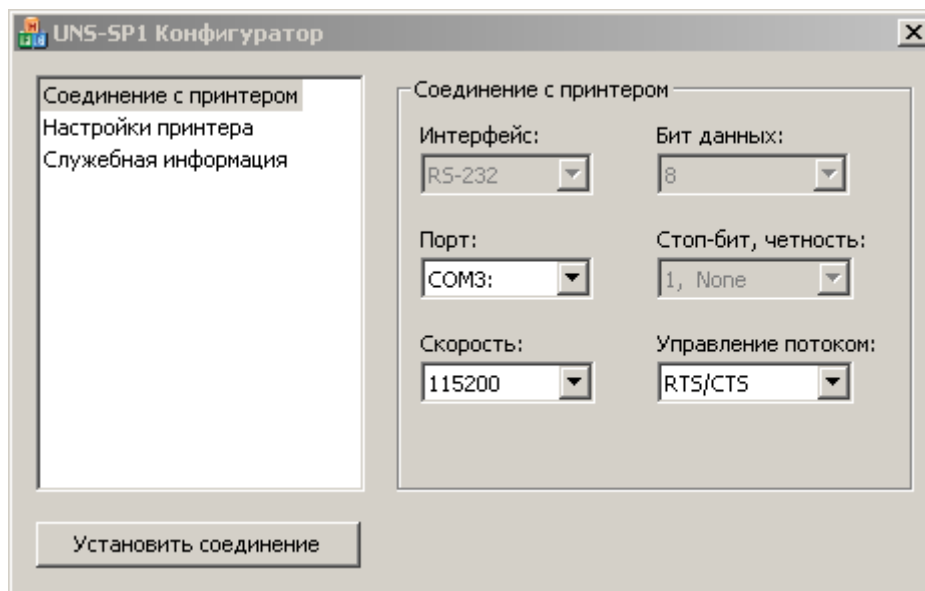 UNS-SP1 Конфигуратор
Соединение с принтером
Настройки принтера
Служебная информация
Соединение с принтером
Интерфейс:
RS-232
Бит данных:
8
Порт:
COM3:
Стоп-бит, четность:
1, None
Скорость:
115200
Управление потоком:
RTS/CTS
Установить соединение